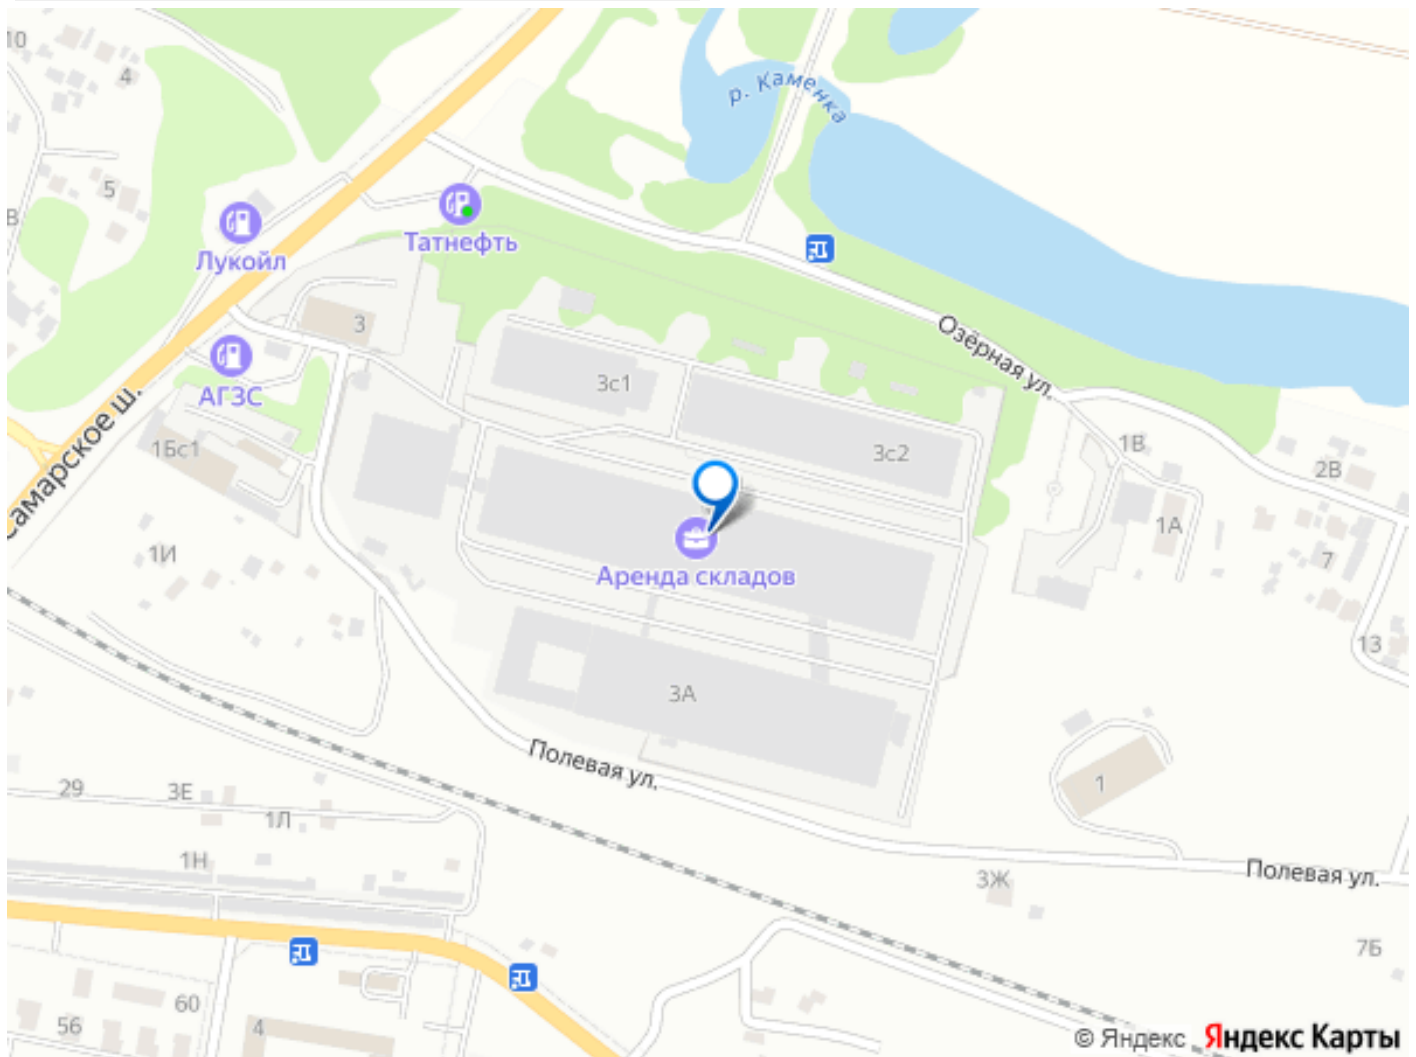 10
4
р. Каменка
5
В
Лукойл
Татнефть
3
Озёрная ул.
АГЗС
3с1
Самарское ш.
1Бс1
3с2
1В
2В
1А
1И
7
Аренда складов
13
3А
Полевая ул.
29
3Е
1Л
1
1Н
3Ж
Полевая ул.
7Б
60
56
4
© Яндекс Яндекс Карты